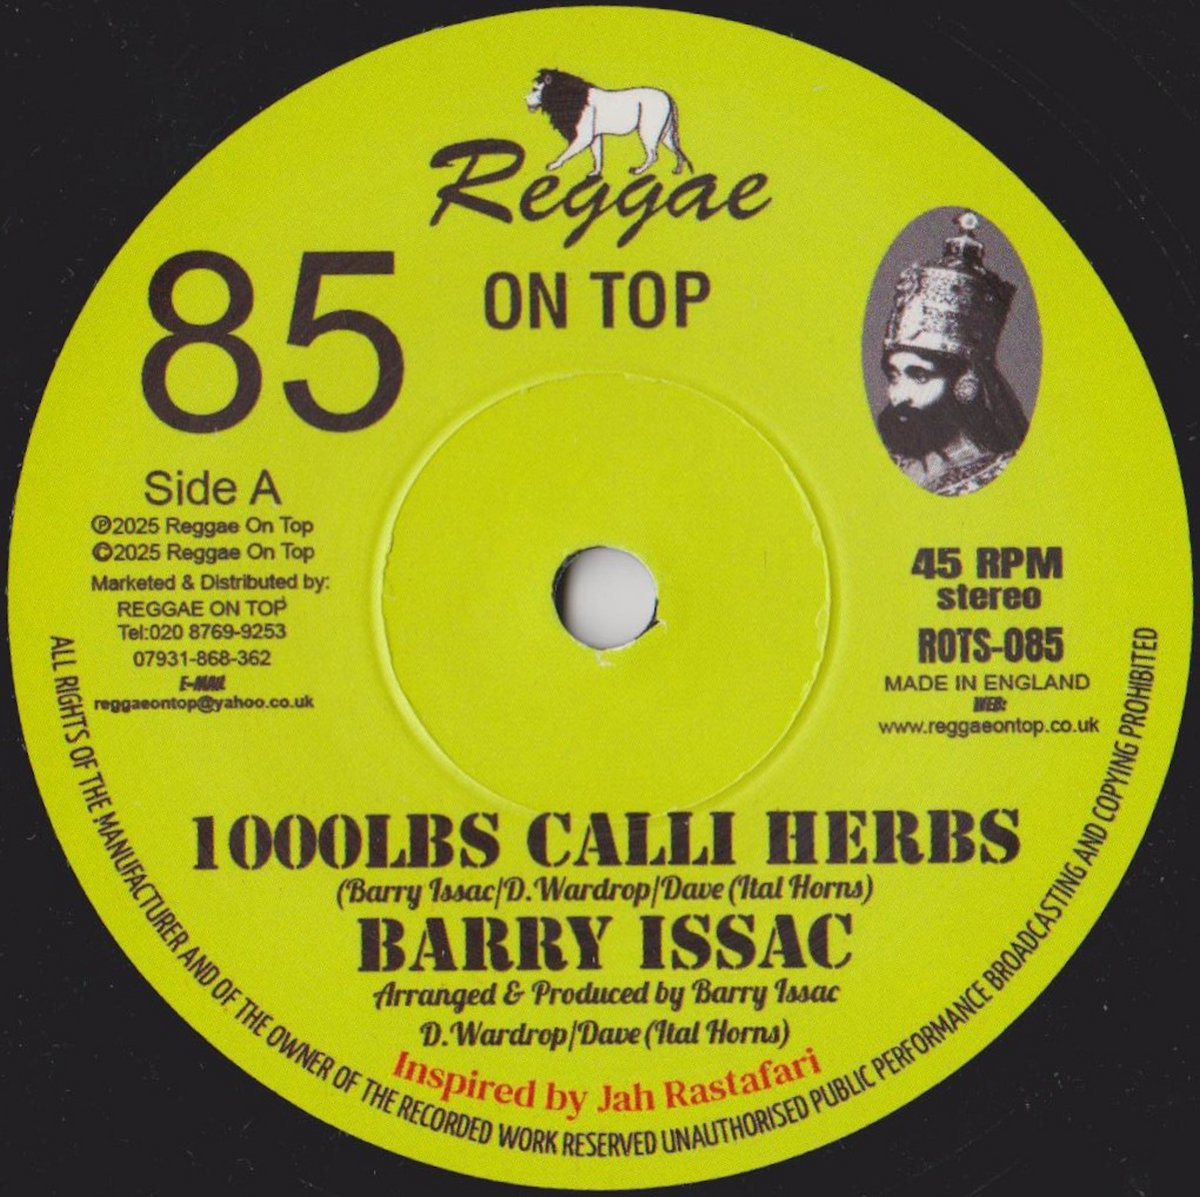 Reggae
ON TOP
85
Side A
℗2025 Reggae On Top
©2025 Reggae On Top
Marketed & Distributed by:
REGGAE ON TOP
Tel:020 8769-9253
07931-868-362
E-MAIL
reggaeontop@yahoo.co.uk
45 RPM
stereo
ROTS-085
MADE IN ENGLAND
WEB:
www.reggaeontop.co.uk
1000LBS CALLI HERBS
(Barry Issac/D.Wardrop/Dave (Ital Horns)
BARRY ISSAC
Arranged & Produced by Barry Issac
D.Wardrop/Dave (Ital Horns)
Inspired by Jah Rastafari
ALL RIGHTS OF THE MANUFACTURER AND OF THE OWNER OF THE RECORDED WORK RESERVED UNAUTHORISED PUBLIC PERFORMANCE BROADCASTING AND COPYING PROHIBITED